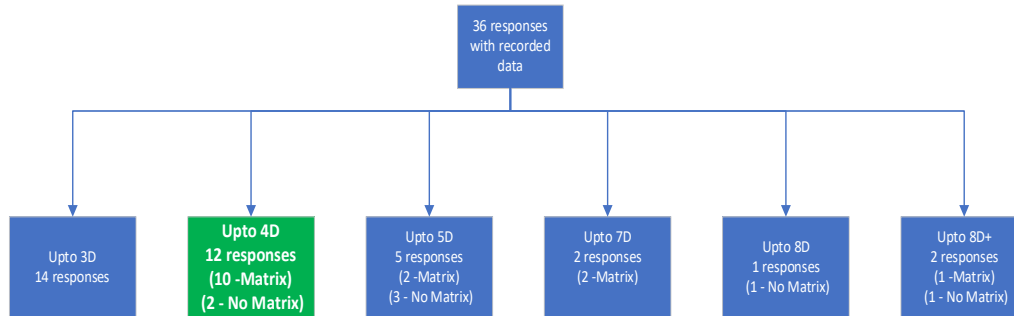 36 responses
with recorded
data
Upto 3D
14 responses
Upto 4D
12 responses
(10 -Matrix)
(2 - No Matrix)
Upto 5D
5 responses
(2 -Matrix)
(3 - No Matrix)
Upto 7D
2 responses
(2 -Matrix)
Upto 8D
1 responses
(1 - No Matrix)
Upto 8D+
2 responses
(1 -Matrix)
(1 - No Matrix)